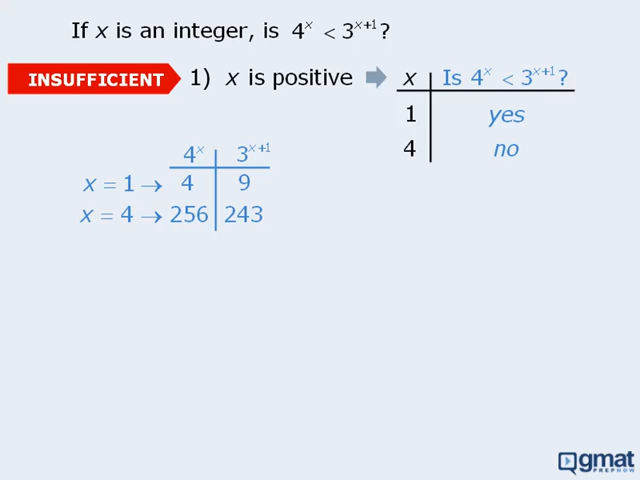 If x is an integer, is 4^x < 3^(x+1)?
INSUFFICIENT 1) x is positive
x Is 4^x < 3^(x+1)?
1 yes
4 no
4^x 3^(x+1)
x = 1 → 4 9
x = 4 → 256 243
gmat
PREPNOW